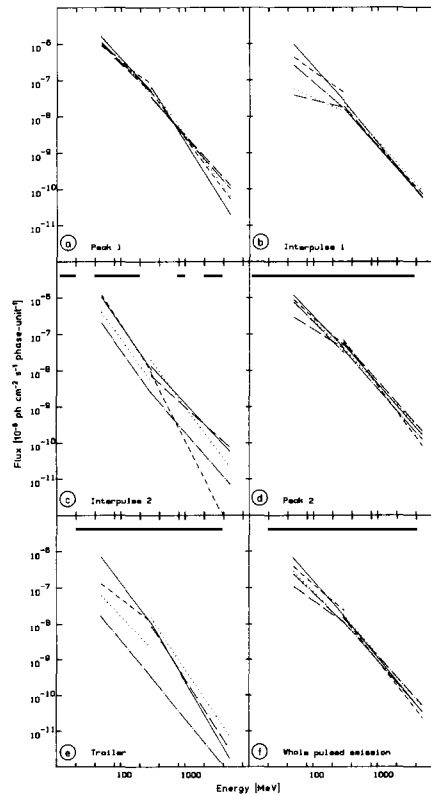 10⁻⁵
10⁻⁶
10⁻⁷
10⁻⁸
10⁻⁹
10⁻¹⁰
10⁻¹¹
a Peak 1
b Interpulse 1
10⁻⁶
10⁻⁷
10⁻⁸
10⁻⁹
10⁻¹⁰
10⁻¹¹
c Interpulse 2
d Peak 2
10⁻⁶
10⁻⁷
10⁻⁸
10⁻⁹
10⁻¹⁰
10⁻¹¹
e Trailer
f Whole pulsed emission
Flux [10⁻⁶ ph cm⁻² s⁻¹ phase-unit⁻¹]
100 1000 100 1000
Energy [MeV]